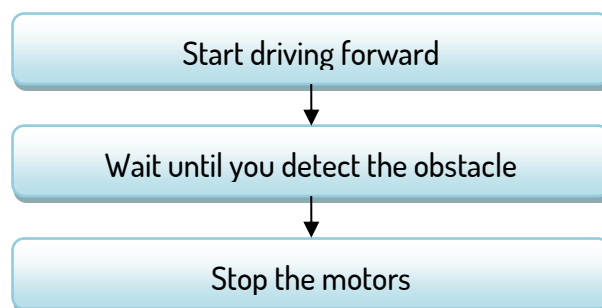 Start driving forward
Wait until you detect the obstacle
Stop the motors